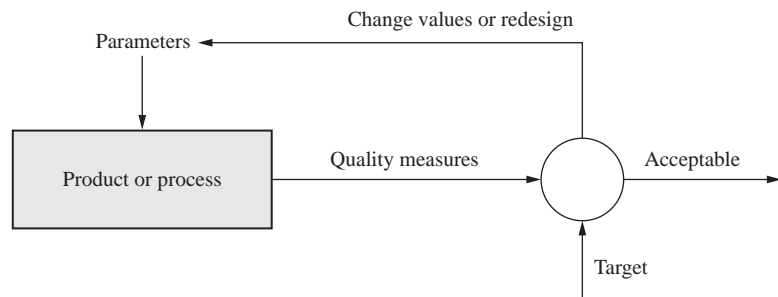 Change values or redesign
Parameters
Quality measures
Acceptable
Product or process
Target